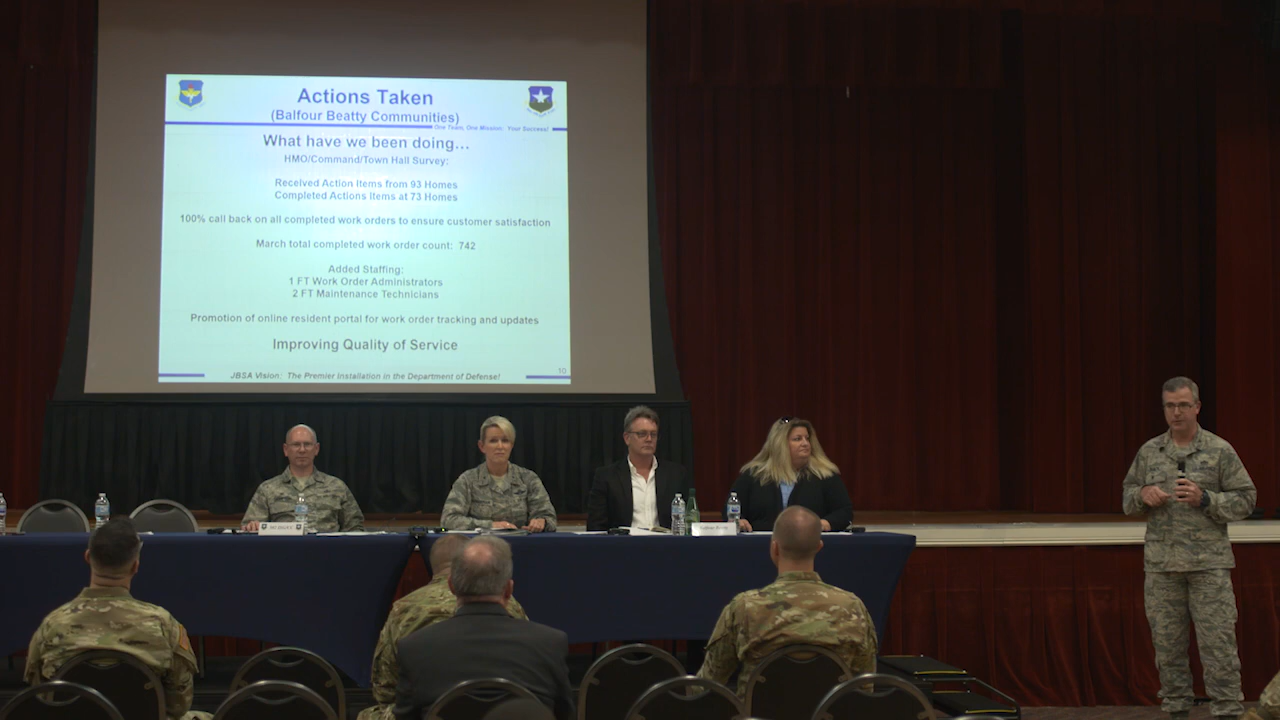 Actions Taken
(Balfour Beatty Communities)
One Team, One Mission: Your Success!
What have we been doing...
HMO/Command/Town Hall Survey:
Received Action Items from 93 Homes
Completed Actions Items at 73 Homes
100% call back on all completed work orders to ensure customer satisfaction
March total completed work order count: 742
Added Staffing:
1 FT Work Order Administrators
2 FT Maintenance Technicians
Promotion of online resident portal for work order tracking and updates
Improving Quality of Service
10
JBSA Vision: The Premier Installation in the Department of Defense!